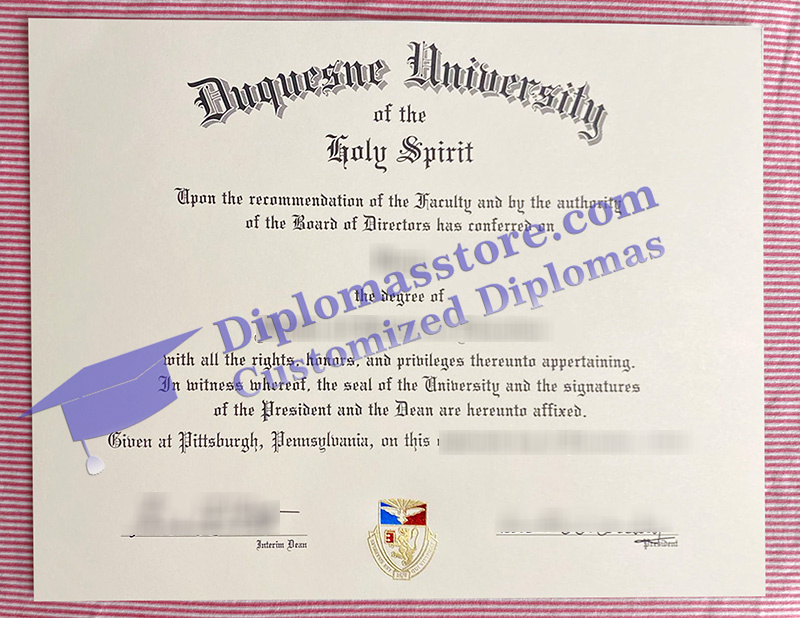 Duquesne University
of the
Holy Spirit
Upon the recommendation of the Faculty and by the authority
of the Board of Directors has conferred on
the degree of
Diplomasstore.com
Customized Diplomas
with all the rights, honors, and privileges thereunto appertaining.
In witness whereof, the seal of the University and the signatures
of the President and the Dean are hereunto affixed.
Given at Pittsburgh, Pennsylvania, on this
Interim Dean
President